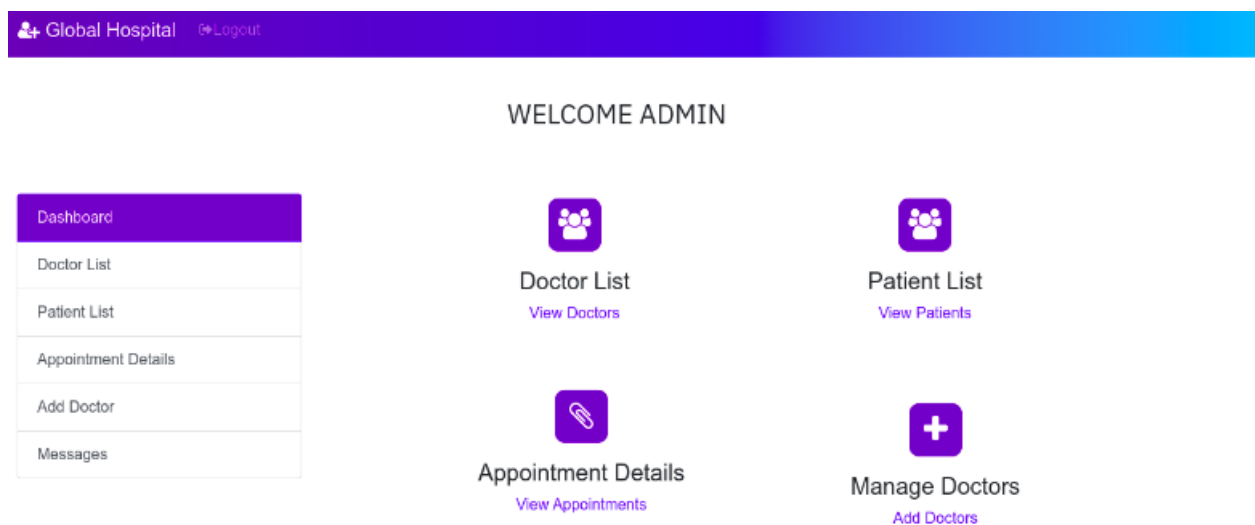 Global Hospital Logout
WELCOME ADMIN
Dashboard
Doctor List
Patient List
Appointment Details
Add Doctor
Messages
Doctor List
View Doctors
Patient List
View Patients
Appointment Details
View Appointments
Manage Doctors
Add Doctors